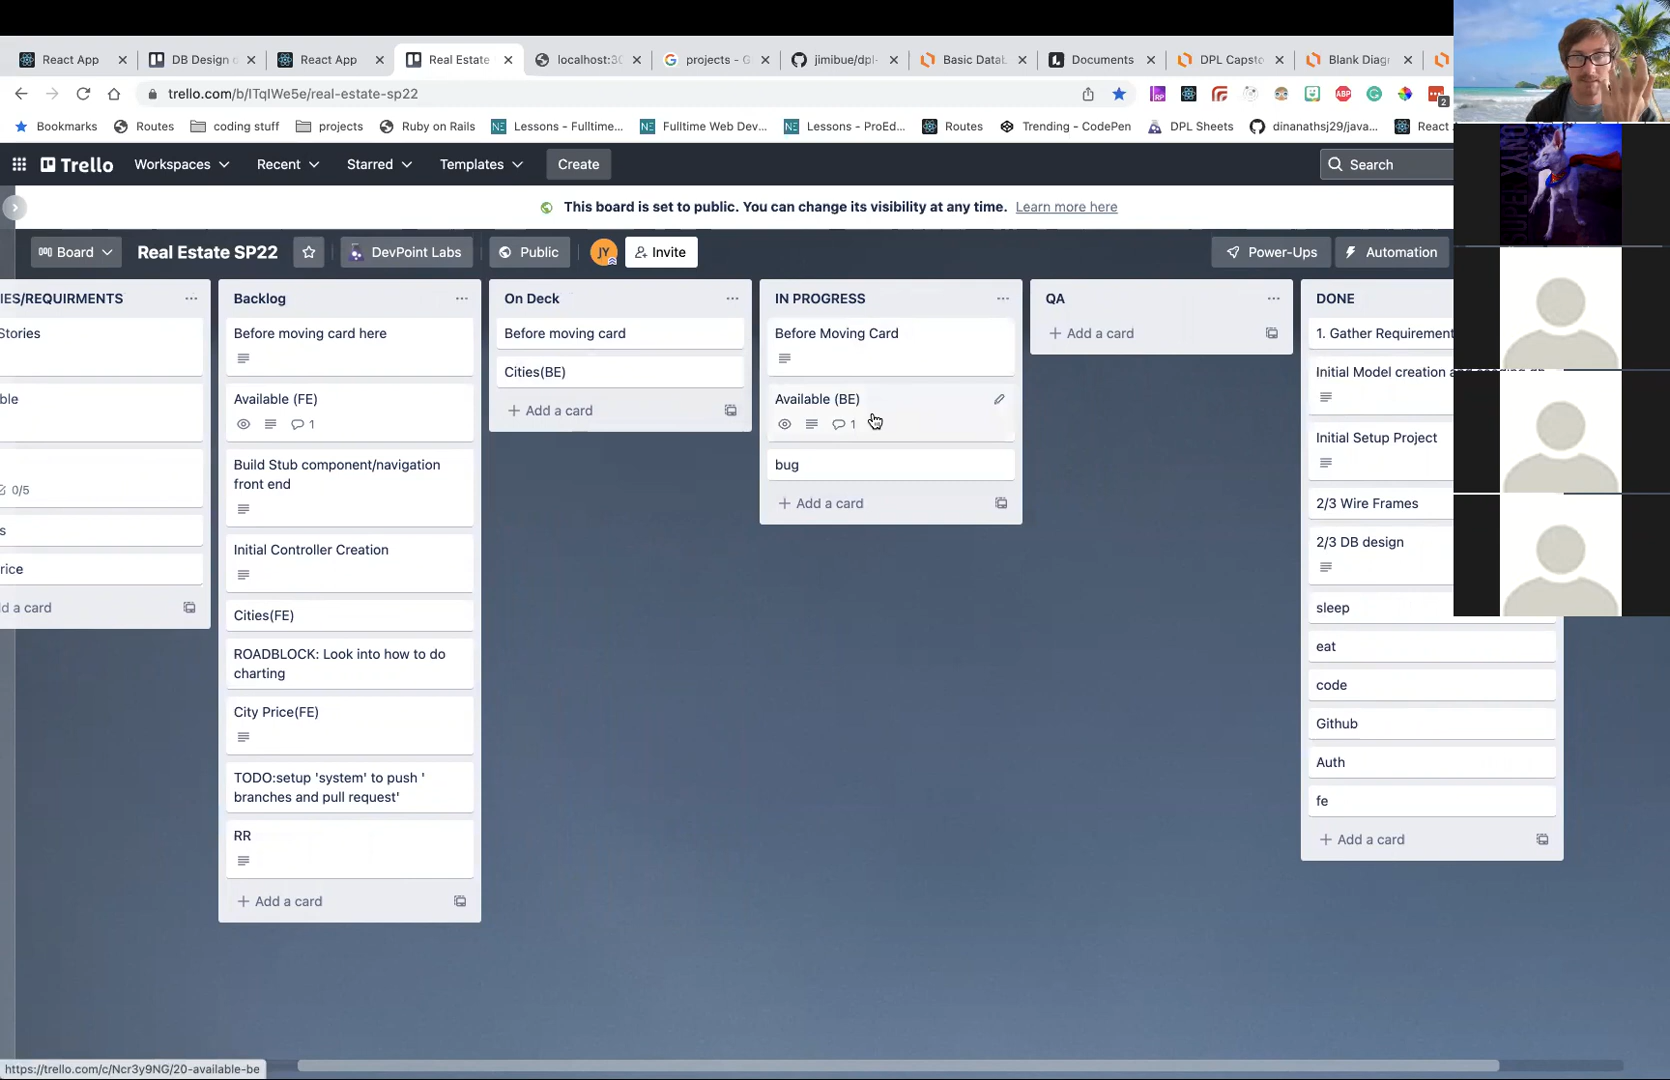 React App
DB Design o
React App
Real Estate
localhost:30
projects - G
jimibue/dpl-
Basic Datab
Documents
DPL Capsto
Blank Diagr
trello.com/b/ITqIWe5e/real-estate-sp22
2
Bookmarks
Routes
coding stuff
projects
Ruby on Rails
Lessons - Fulltime...
Fulltime Web Dev...
Lessons - ProEd...
Routes
Trending - CodePen
DPL Sheets
dinanathsj29/java...
React
Trello
Workspaces
Recent
Starred
Templates
Create
Search
This board is set to public. You can change its visibility at any time. Learn more here
Board
Real Estate SP22
DevPoint Labs
Public
JY
Invite
Power-Ups
Automation
IES/REQUIRMENTS
Stories
ble
0/5
s
rice
d a card
Backlog
Before moving card here
Available (FE)
1
Build Stub component/navigation
front end
Initial Controller Creation
Cities(FE)
ROADBLOCK: Look into how to do
charting
City Price(FE)
TODO:setup 'system' to push '
branches and pull request'
RR
+ Add a card
On Deck
Before moving card
Cities(BE)
+ Add a card
IN PROGRESS
Before Moving Card
Available (BE)
1
bug
+ Add a card
QA
+ Add a card
DONE
1. Gather Requirement
Initial Model creation and seeding db
Initial Setup Project
2/3 Wire Frames
2/3 DB design
sleep
eat
code
Github
Auth
fe
+ Add a card
https://trello.com/c/Ncr3y9NG/20-available-be